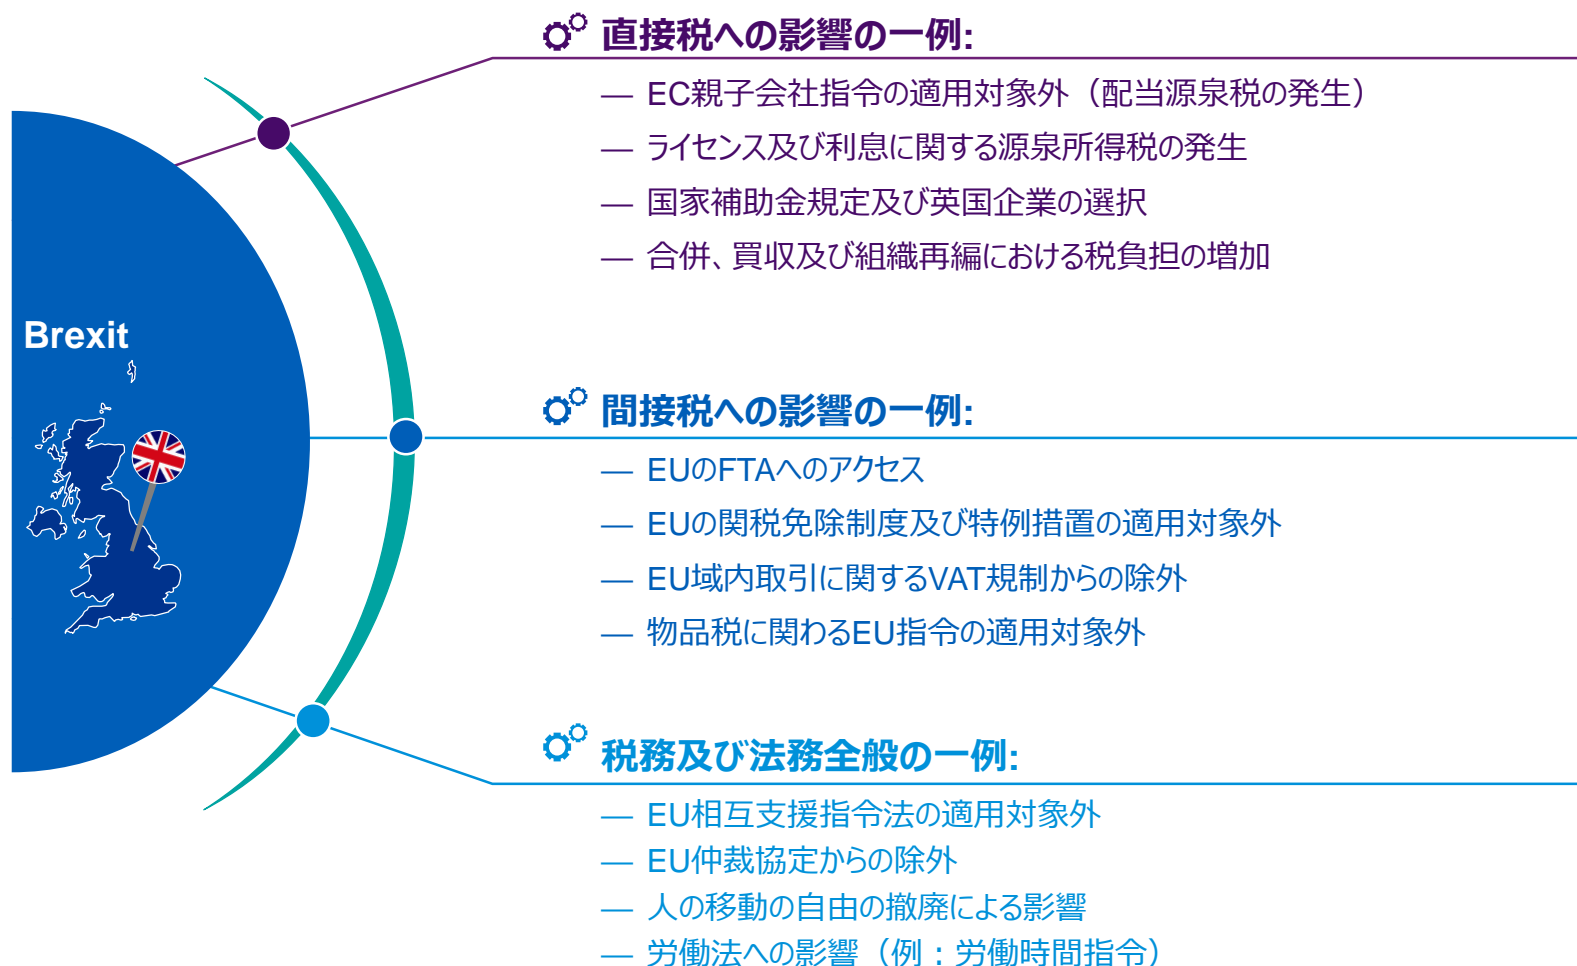 直接税への影響の一例:
— EC親子会社指令の適用対象外（配当源泉税の発生）
— ライセンス及び利息に関する源泉所得税の発生
— 国家補助金規定及び英国企業の選択
— 合併、買収及び組織再編における税負担の増加
Brexit
間接税への影響の一例:
— EUのFTAへのアクセス
— EUの関税免除制度及び特例措置の適用対象外
— EU域内取引に関するVAT規制からの除外
— 物品税に関わるEU指令の適用対象外
税務及び法務全般の一例:
— EU相互支援指令法の適用対象外
— EU仲裁協定からの除外
— 人の移動の自由の撤廃による影響
— 労働法への影響（例：労働時間指令）